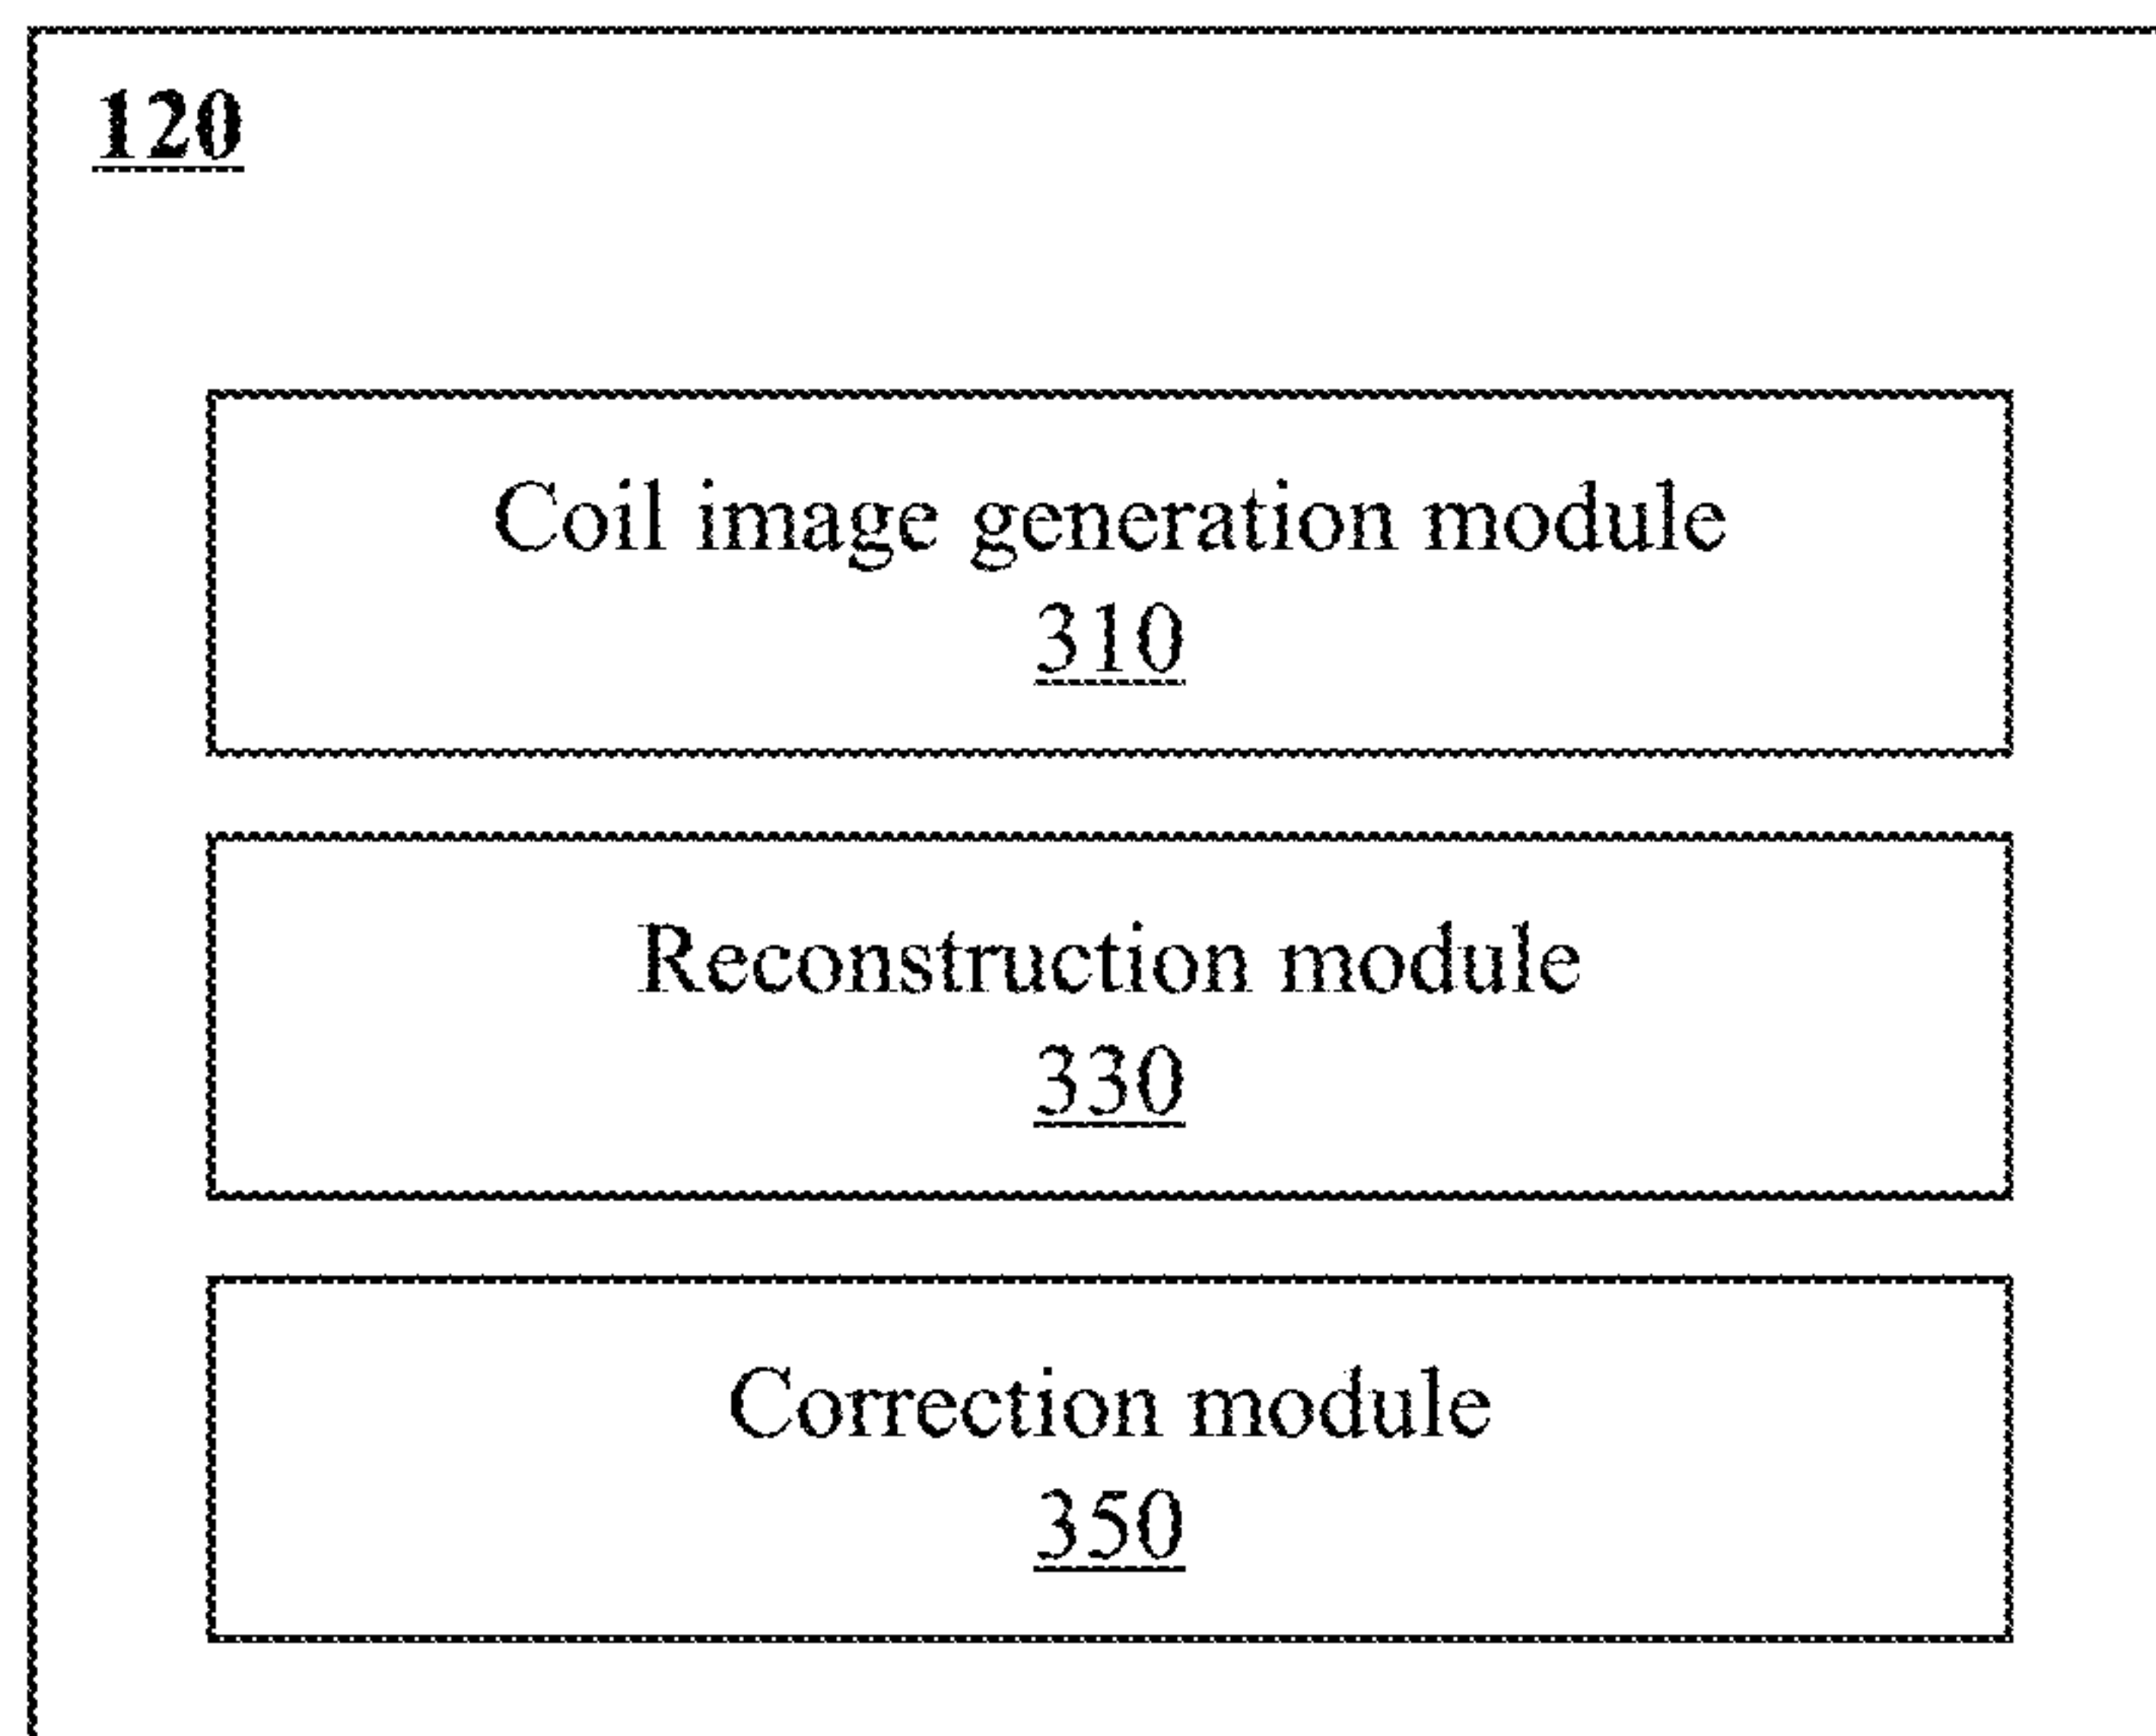 120
Coil image generation module
310
Reconstruction module
330
Correction module
350